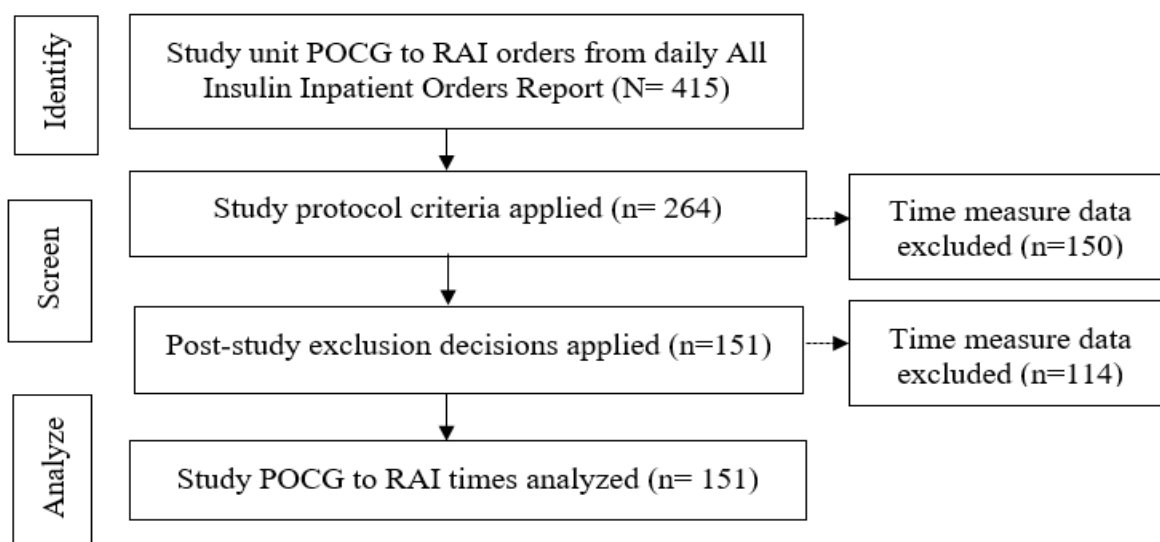 Identify
Study unit POCG to RAI orders from daily All
Insulin Inpatient Orders Report (N= 415)
Screen
Study protocol criteria applied (n= 264)
Time measure data
excluded (n=150)
Post-study exclusion decisions applied (n=151)
Time measure data
excluded (n=114)
Analyze
Study POCG to RAI times analyzed (n= 151)